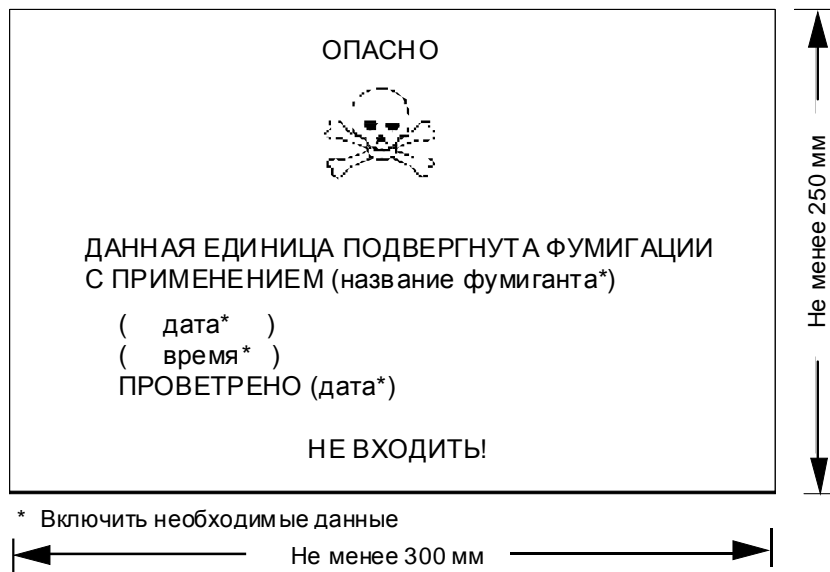 ОПАСНО
ДАННАЯ ЕДИНИЦА ПОДВЕРГНУТА ФУМИГАЦИИ
С ПРИМЕНЕНИЕМ (название фумиганта*)
( дата* )
( время* )
ПРОВЕТРЕНО (дата*)
НЕ ВХОДИТЬ!
* Включить необходимые данные
Не менее 300 мм
Не менее 250 мм